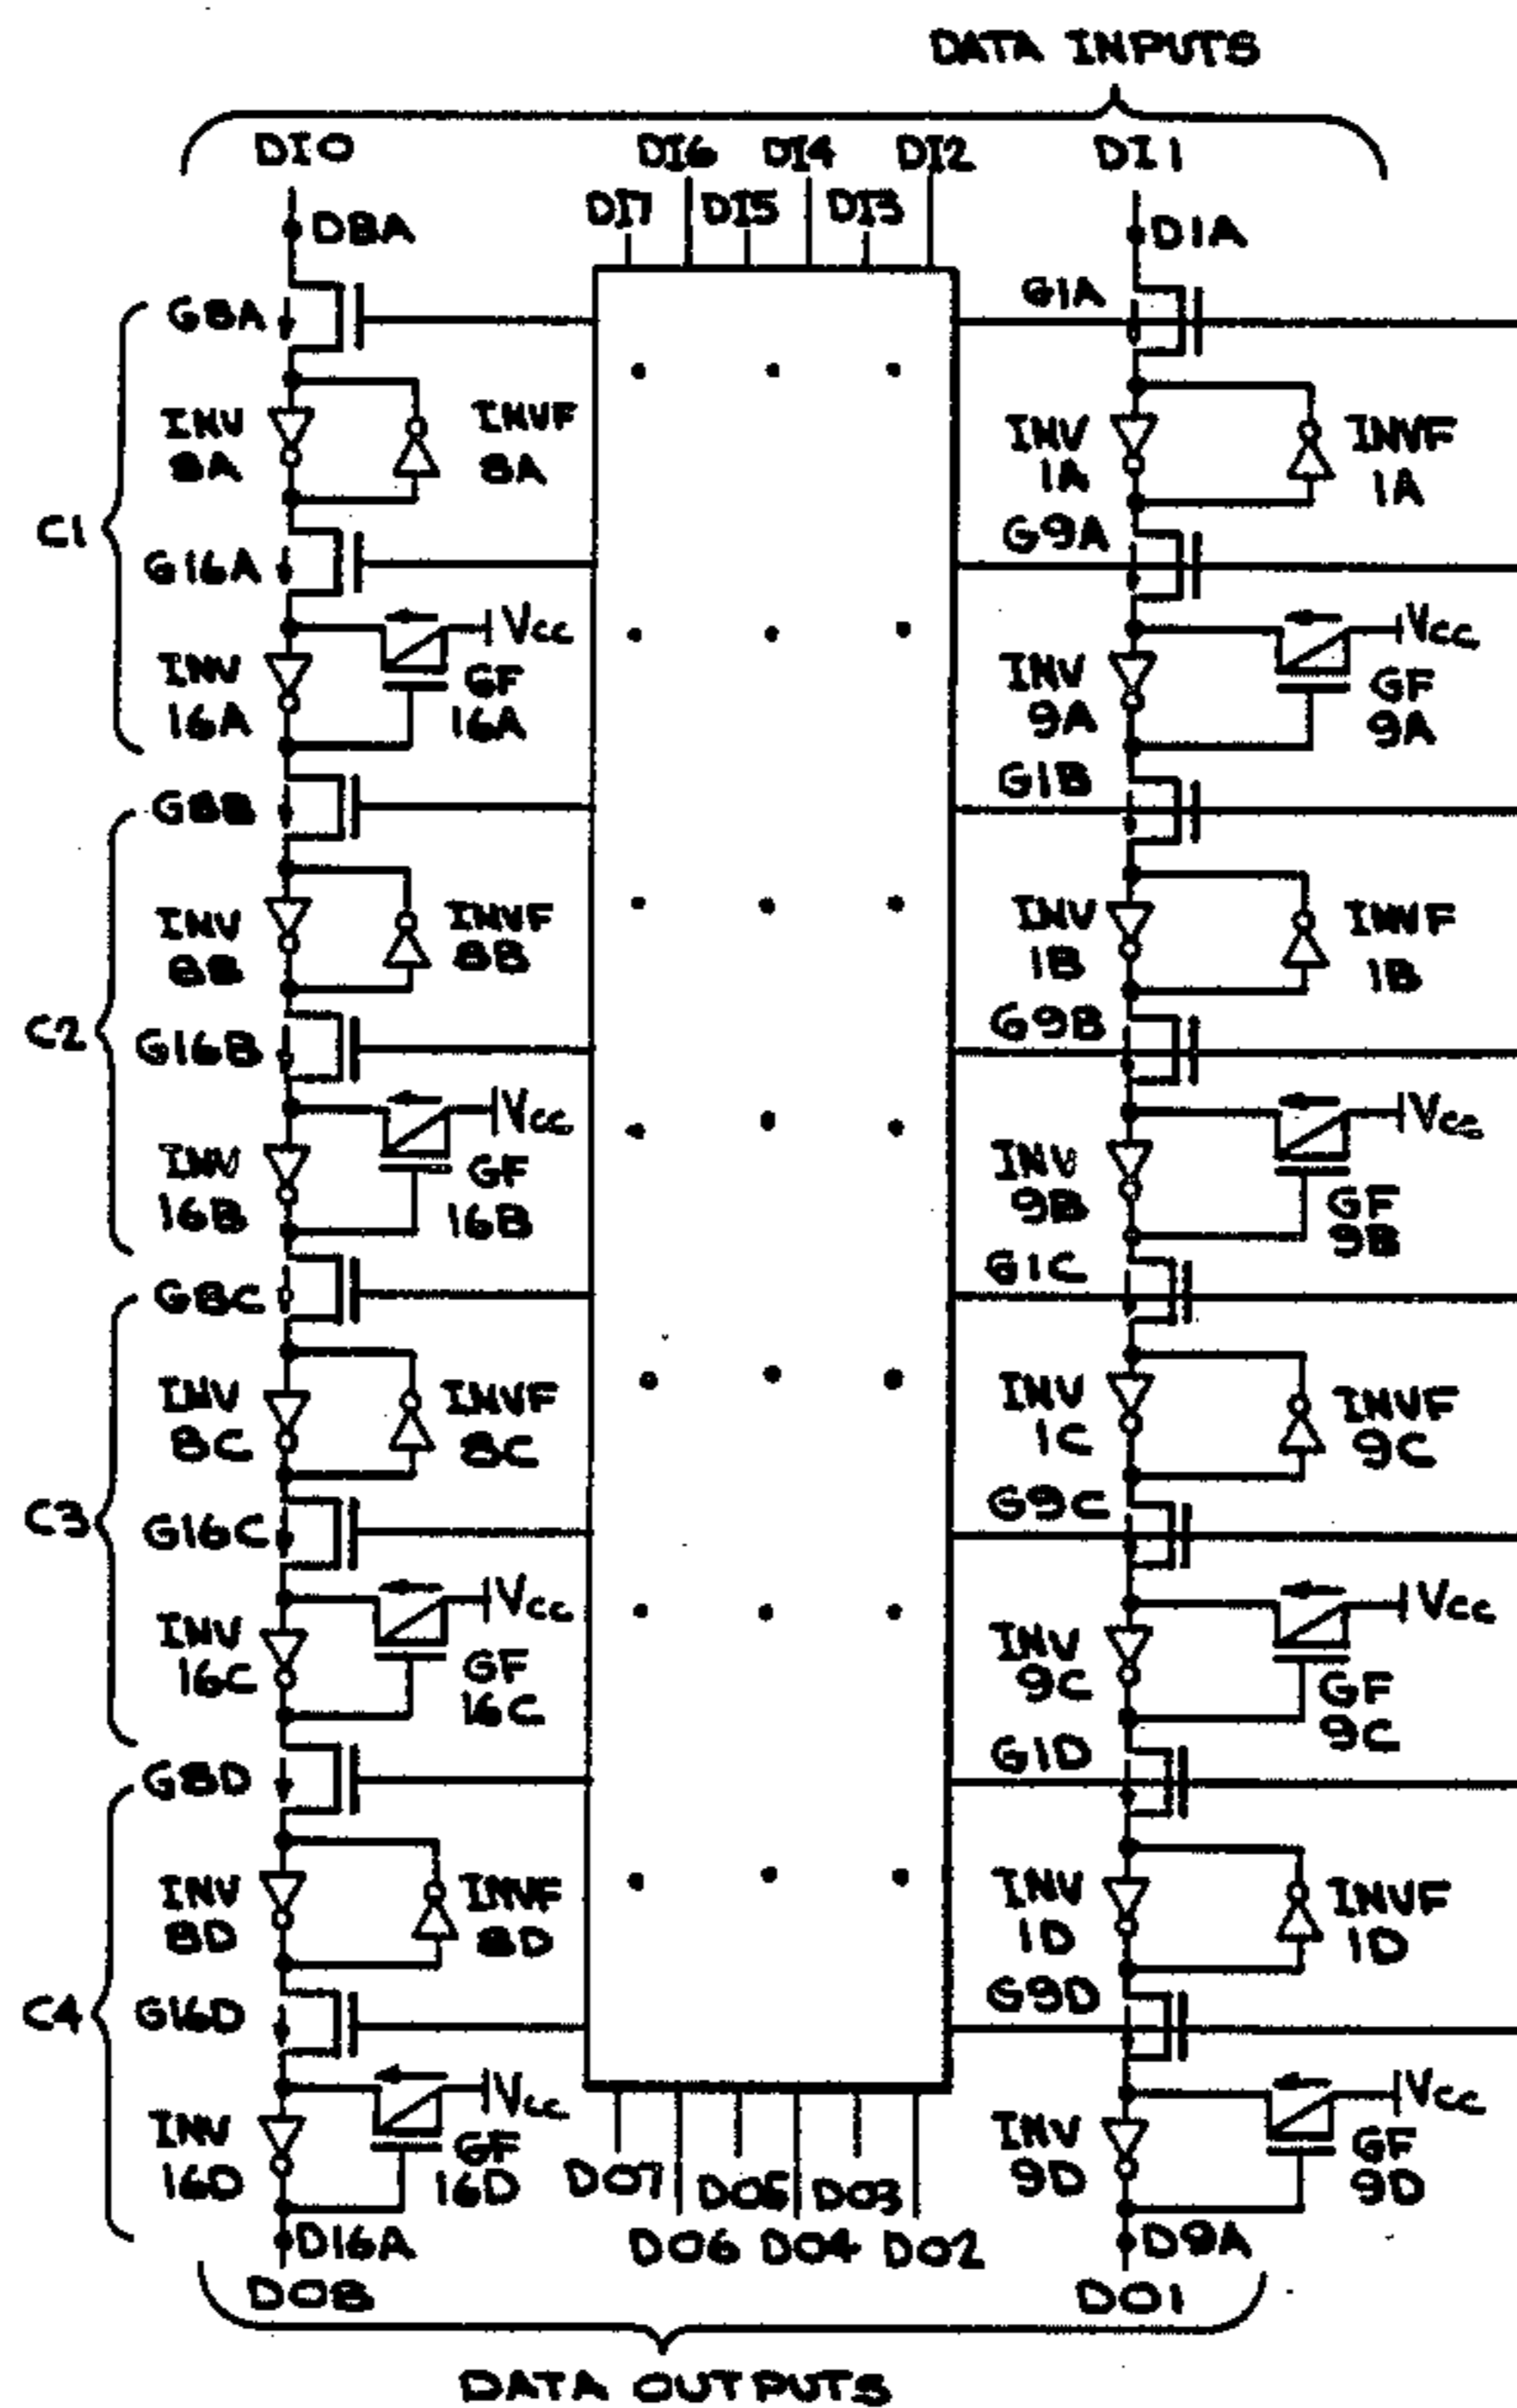 DATA INPUTS
DI0
DI6
DI4
DI2
DI1
DI7
DI5
DI3
D8A
D1A
C1
G8A
G1A
INV
8A
INVF
8A
INV
1A
INVF
1A
G16A
G9A
INV
16A
Vcc
GF
16A
INV
9A
Vcc
GF
9A
C2
G8B
G1B
INV
8B
INVF
8B
INV
1B
INVF
1B
G16B
G9B
INV
16B
Vcc
GF
16B
INV
9B
Vcc
GF
9B
C3
G8C
G1C
INV
8C
INVF
8C
INV
1C
INVF
9C
G16C
G9C
INV
16C
Vcc
GF
16C
INV
9C
Vcc
GF
9C
C4
G8D
G1D
INV
8D
INVF
8D
INV
1D
INVF
1D
G16D
G9D
INV
16D
Vcc
GF
16D
INV
9D
Vcc
GF
9D
D16A
D9A
DO8
DO7
DO5
DO3
DO6
DO4
DO2
DO1
DATA OUTPUTS